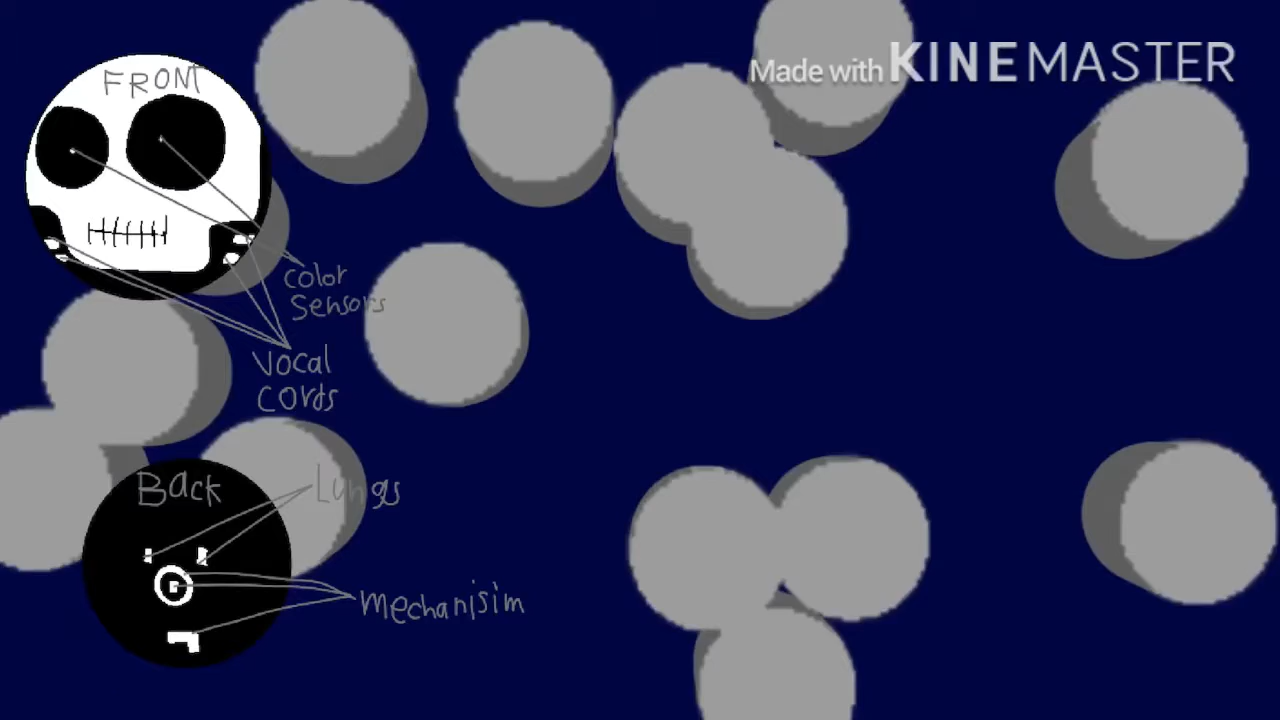 Made with KINEMASTER
FRONT
Color
Sensors
Vocal
Cords
Back
Lungs
Mechanisim